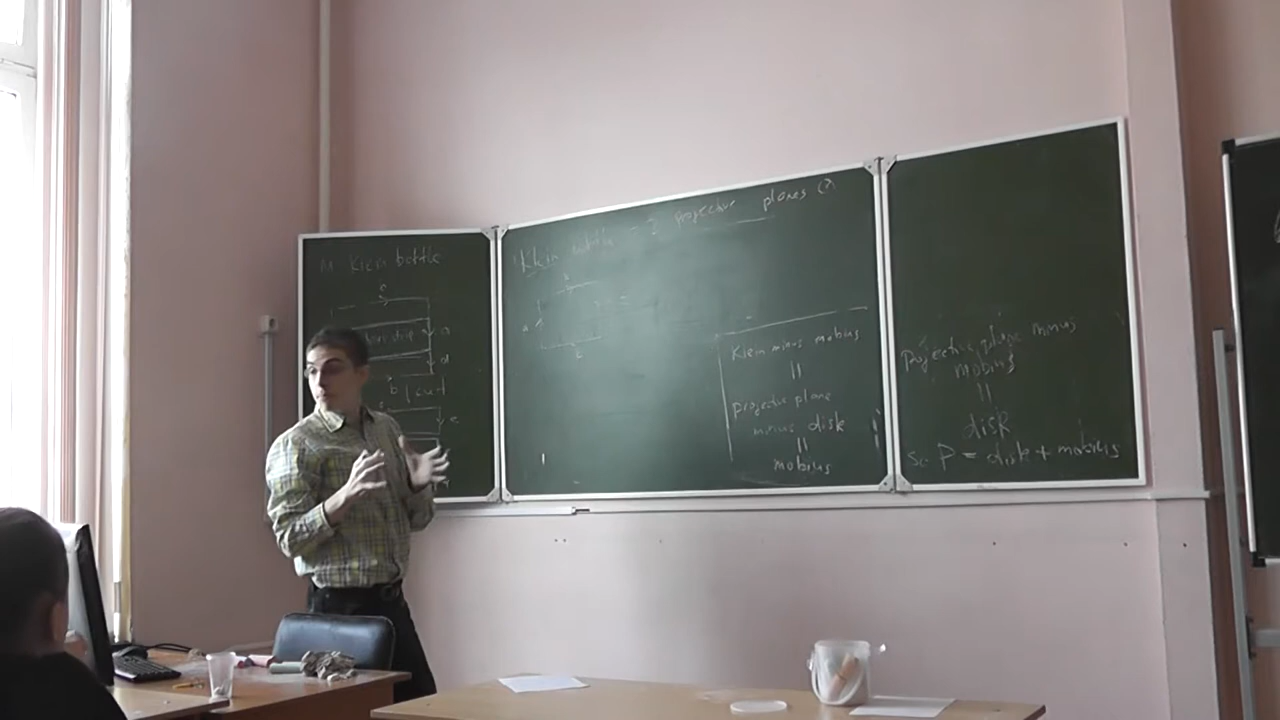 M Klein bottle
c
a
d
b | cut
e
Klein bottle = 2 projective planes (?)
b
a
Klein minus mobius
||
projective plane
minus disk
||
mobius
Projective plane minus
mobius
||
disk
So P = disk + mobius